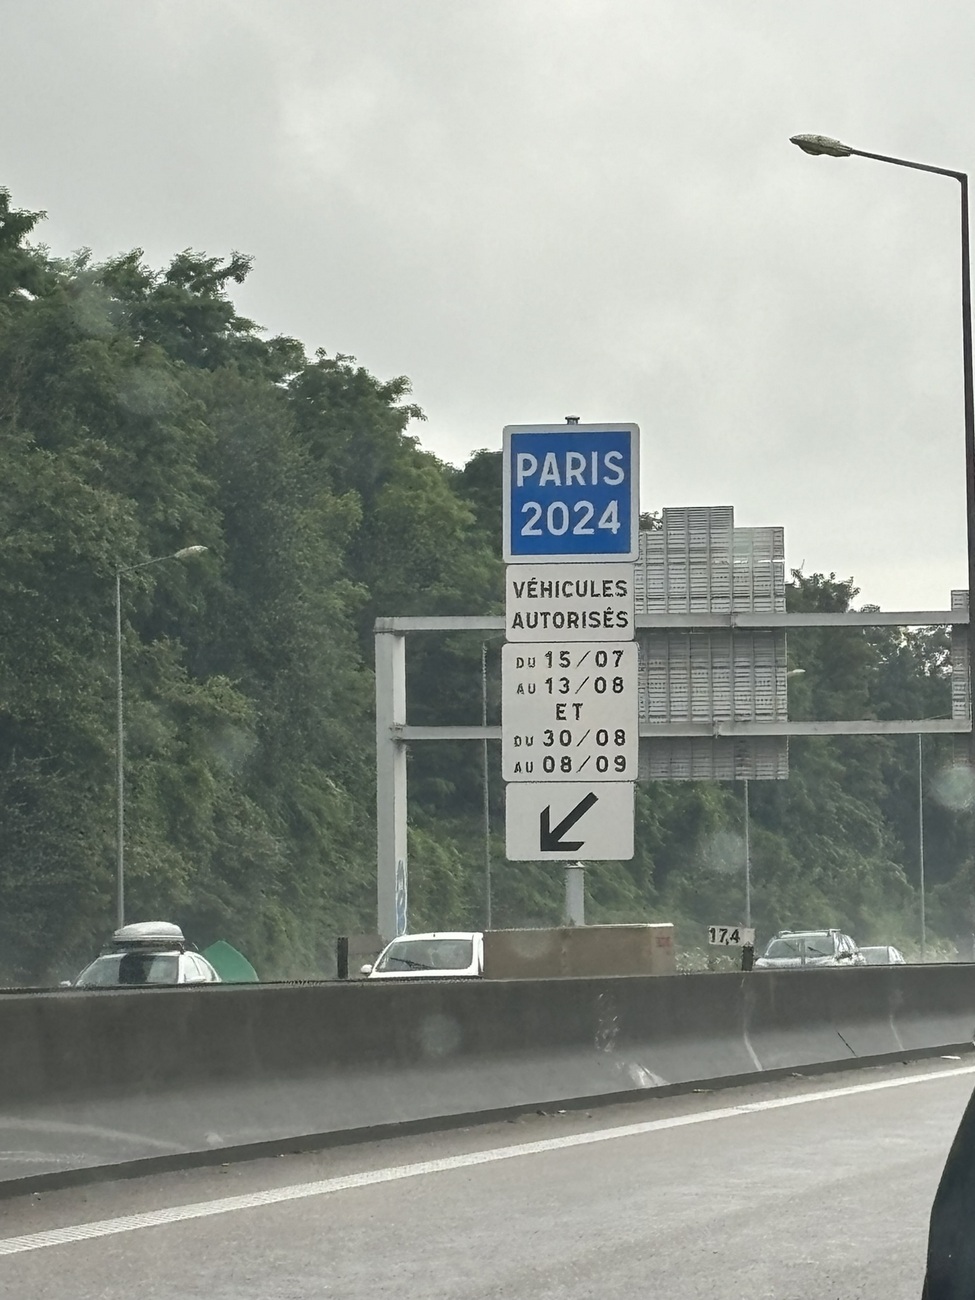 PARIS
2024
VÉHICULES
AUTORISÉS
DU 15/07
AU 13/08
ET
DU 30/08
AU 08/09
17,4